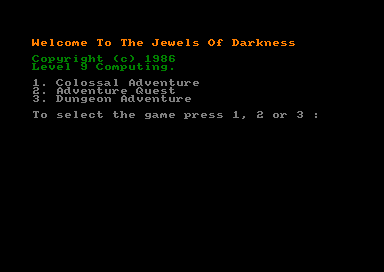 Welcome To The Jewels Of Darkness
Copyright (c) 1986
Level 9 Computing.
1. Colossal Adventure
2. Adventure Quest
3. Dungeon Adventure
To select the game press 1, 2 or 3 :